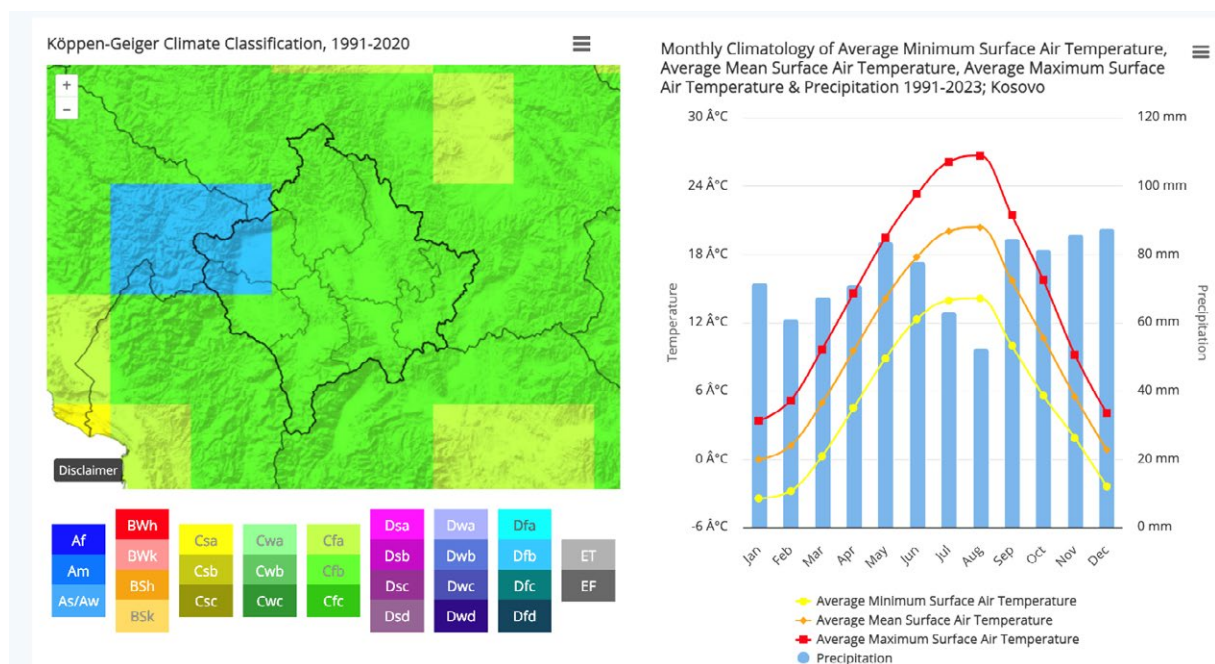 Köppen-Geiger Climate Classification, 1991-2020
+
−
Disclaimer
Af
Am
As/Aw
BWh
BWk
BSh
BSk
Csa
Csb
Csc
Cwa
Cwb
Cwc
Cfa
Cfb
Cfc
Dsa
Dsb
Dsc
Dsd
Dwa
Dwb
Dwc
Dwd
Dfa
Dfb
Dfc
Dfd
ET
EF
Monthly Climatology of Average Minimum Surface Air Temperature,
Average Mean Surface Air Temperature, Average Maximum Surface
Air Temperature & Precipitation 1991-2023; Kosovo
30 °C
24 °C
18 °C
12 °C
6 °C
0 °C
-6 °C
Temperature
120 mm
100 mm
80 mm
60 mm
40 mm
20 mm
0 mm
Precipitation
Jan
Feb
Mar
Apr
May
Jun
Jul
Aug
Sep
Oct
Nov
Dec
Average Minimum Surface Air Temperature
Average Mean Surface Air Temperature
Average Maximum Surface Air Temperature
Precipitation